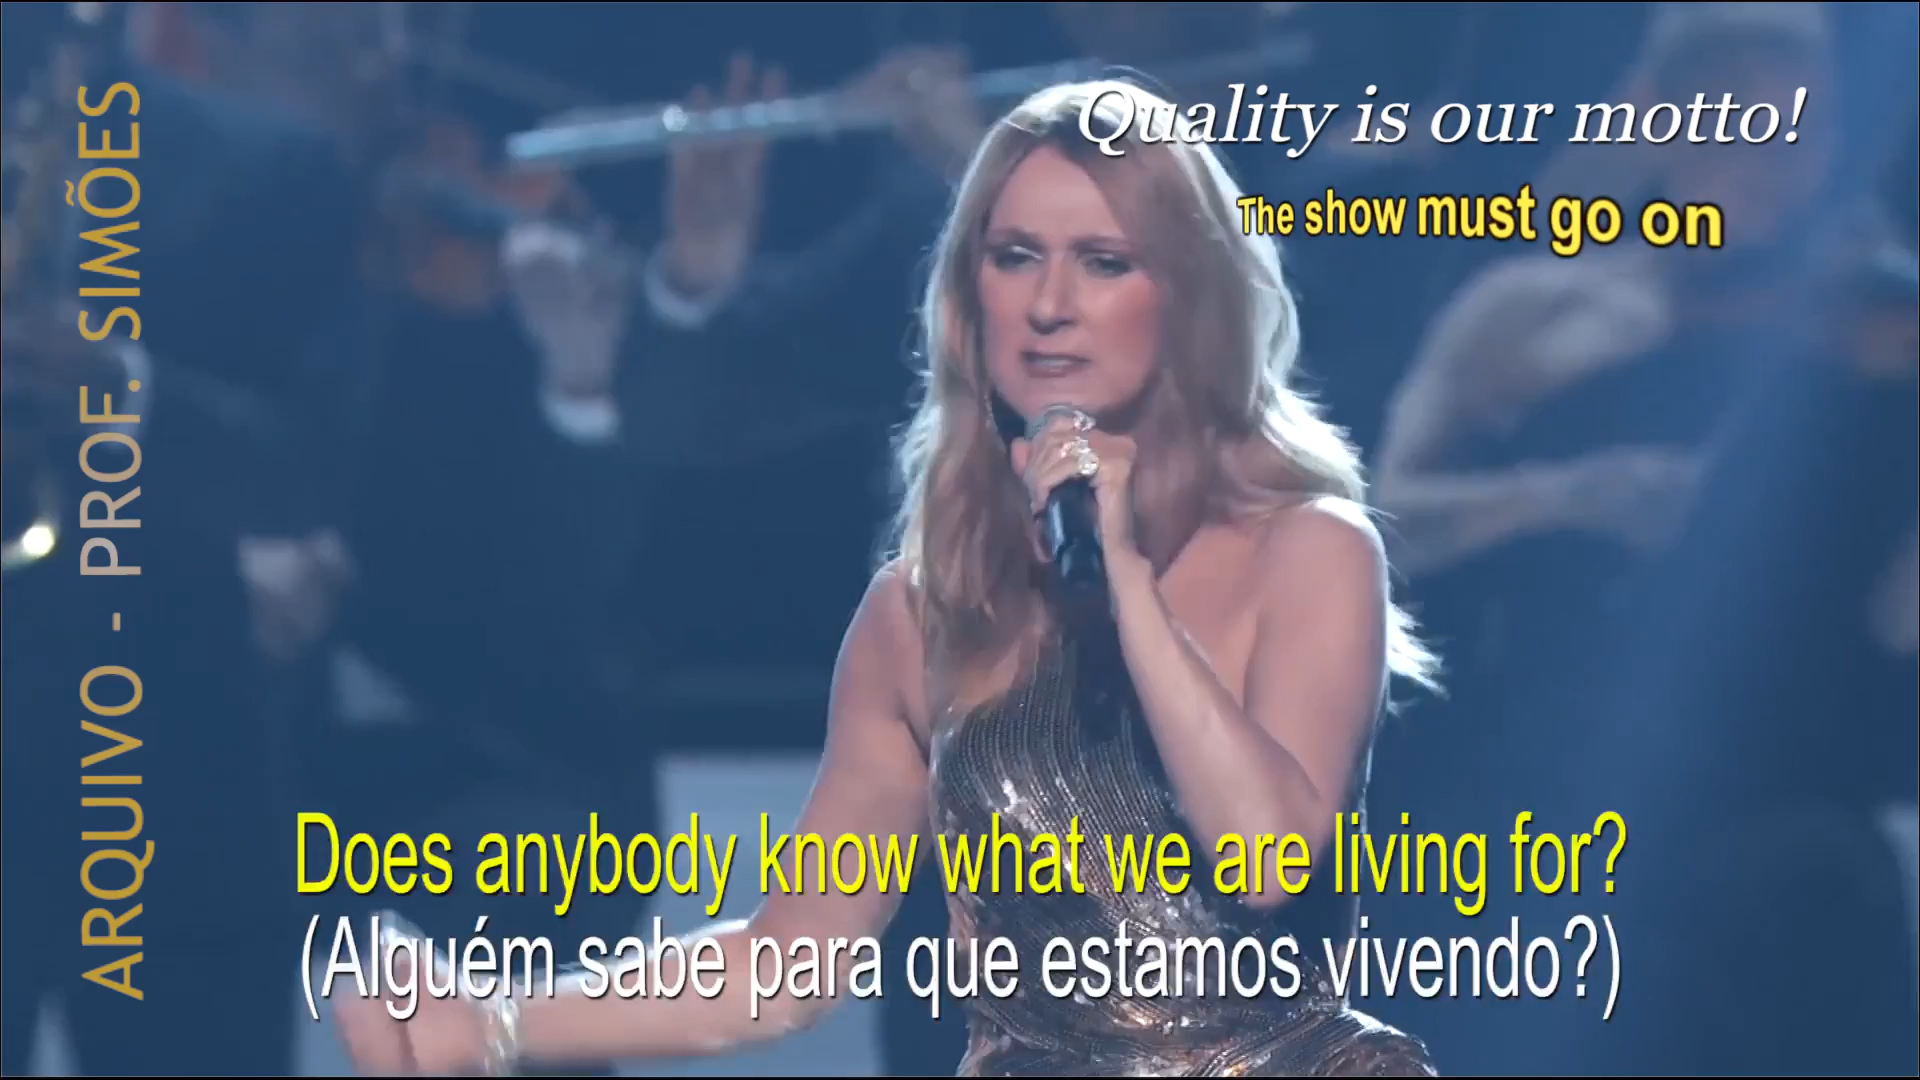 ARQUIVO - PROF. SIMÕES
Quality is our motto!
The show must go on
Does anybody know what we are living for?
(Alguém sabe para que estamos vivendo?)